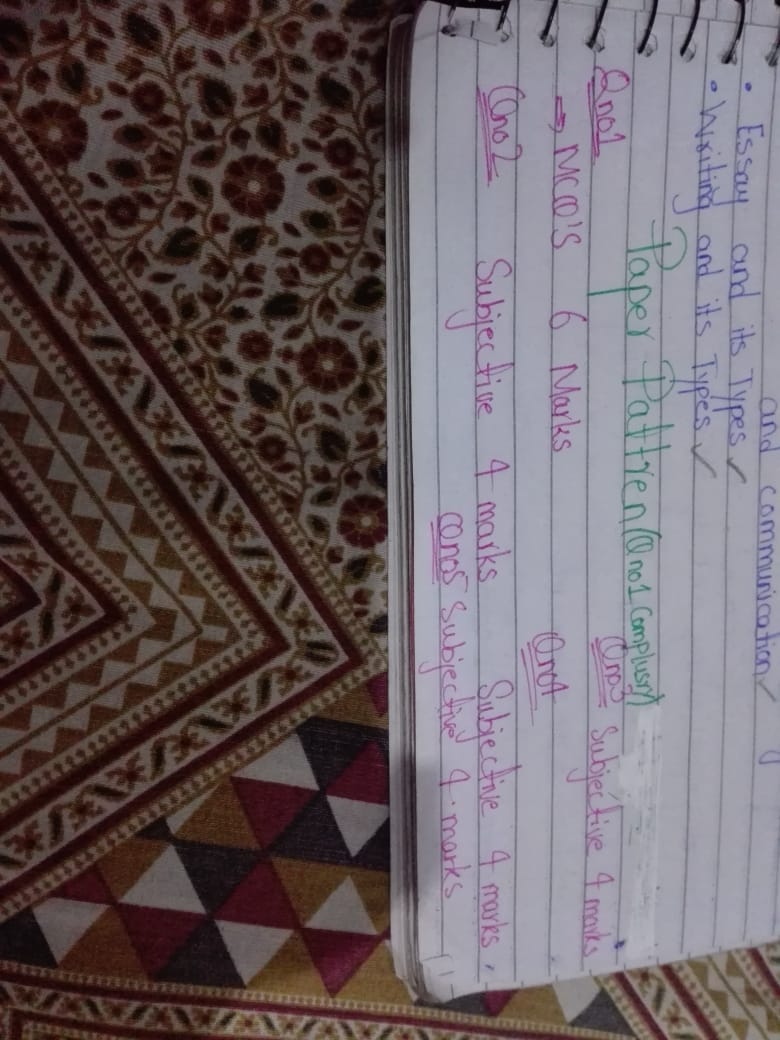 and communication ✓
• Essay and its Types ✓
• Writing and its Types ✓
Paper Pattren (Qno1 Complusry)
Qno1
Qno3 Subjective 4 marks
⇒ MCQ's 6 Marks
Qno4
Qno2 Subjective 4 marks
Subjective 4 marks.
Qno5 Subjective 4 marks